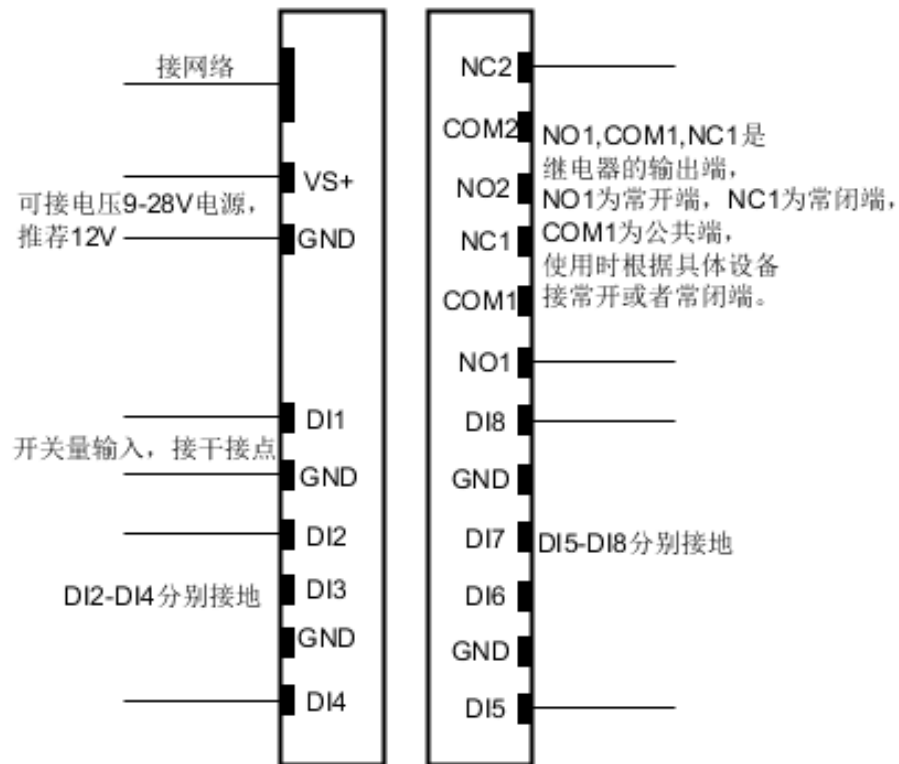 接网络
VS+
可接电压9-28V电源，
推荐12V
GND
DI1
开关量输入，接干接点
GND
DI2
DI2-DI4分别接地
DI3
GND
DI4
NC2
COM2
NO1,COM1,NC1是
继电器的输出端，
NO2
NO1为常开端，NC1为常闭端，
NC1
COM1为公共端，
使用时根据具体设备
COM1
接常开或者常闭端。
NO1
DI8
GND
DI7
DI5-DI8分别接地
DI6
GND
DI5